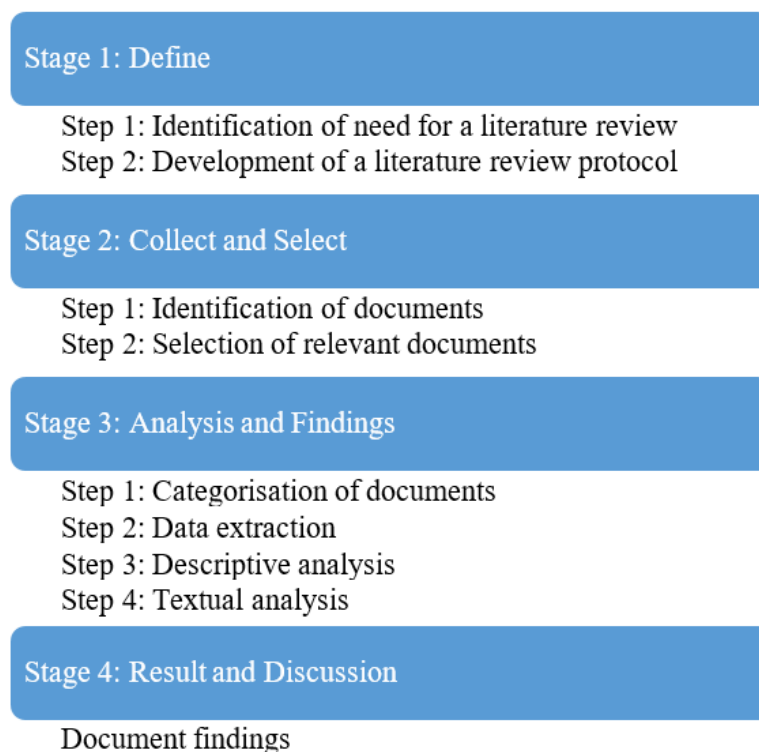 Stage 1: Define
Step 1: Identification of need for a literature review
Step 2: Development of a literature review protocol
Stage 2: Collect and Select
Step 1: Identification of documents
Step 2: Selection of relevant documents
Stage 3: Analysis and Findings
Step 1: Categorisation of documents
Step 2: Data extraction
Step 3: Descriptive analysis
Step 4: Textual analysis
Stage 4: Result and Discussion
Document findings